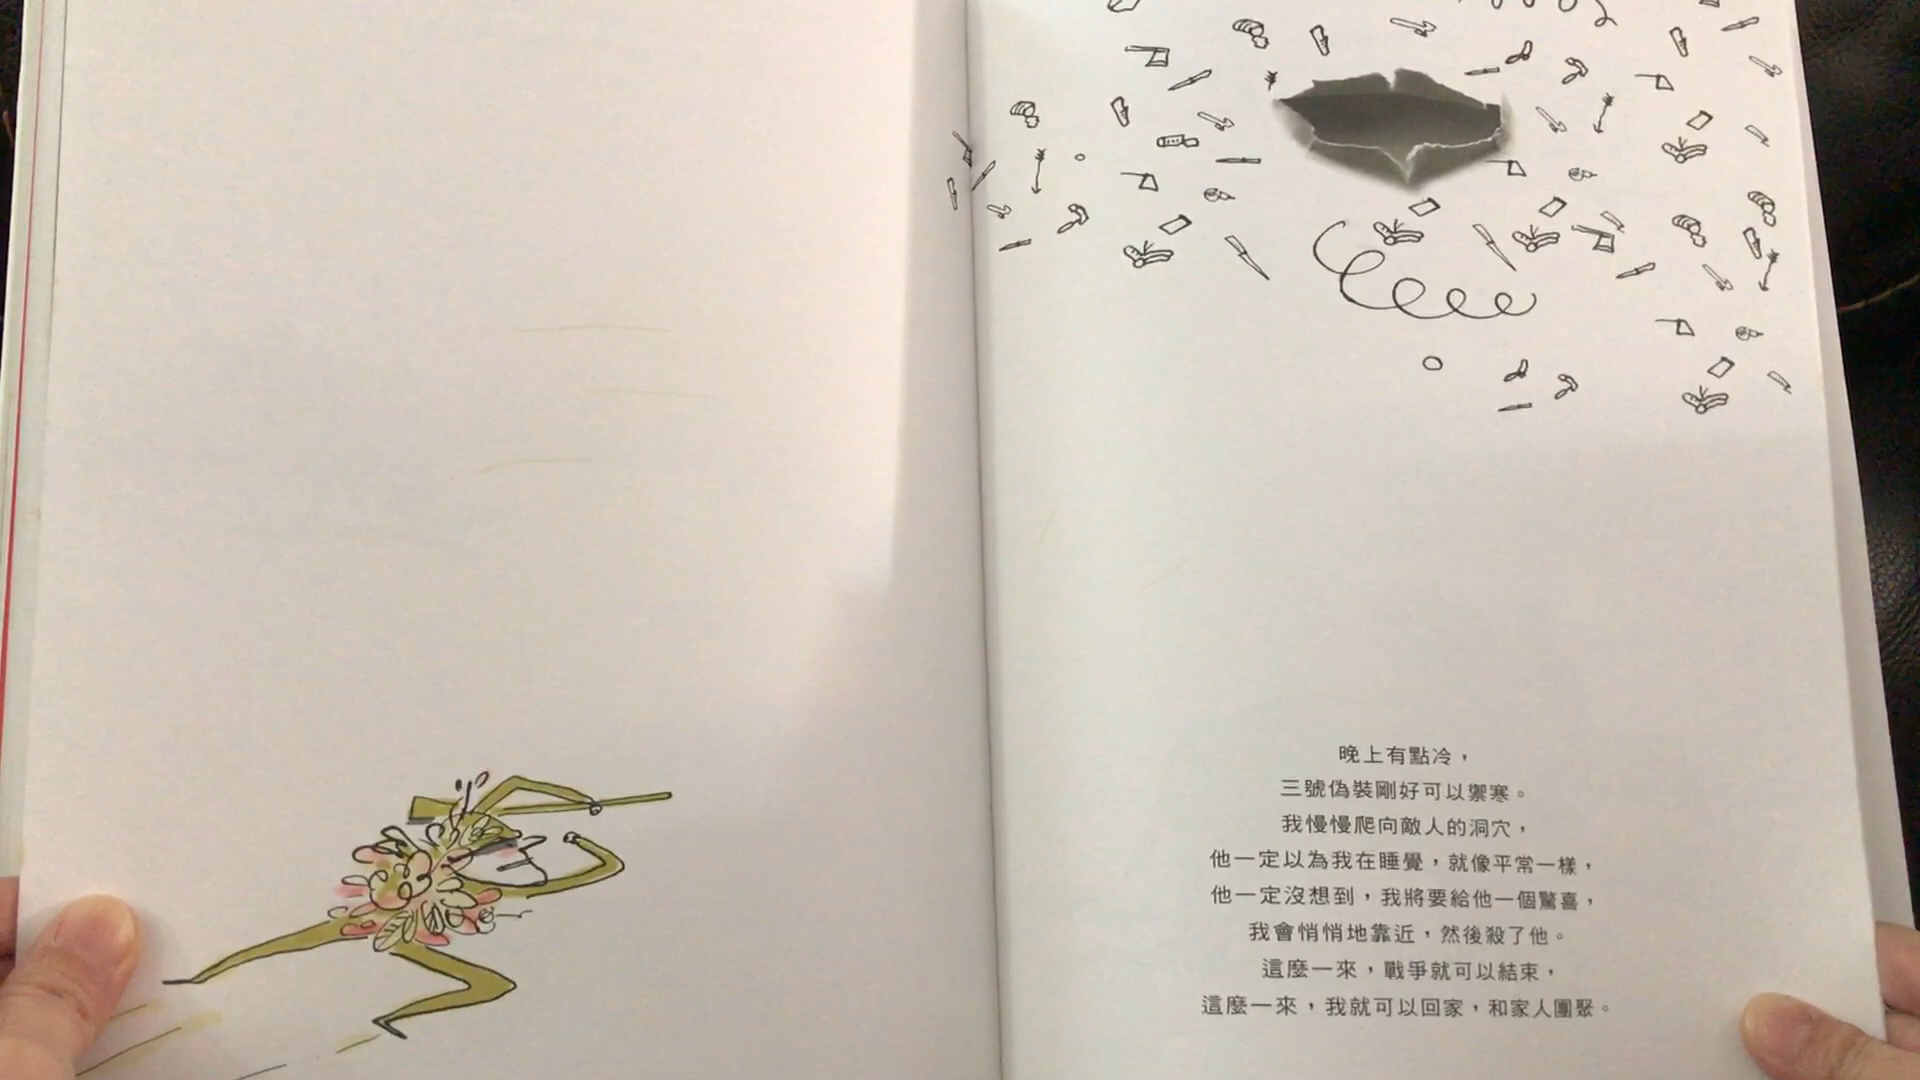 晚上有點冷，
三號偽裝剛好可以禦寒。
我慢慢爬向敵人的洞穴，
他一定以為我在睡覺，就像平常一樣，
他一定沒想到，我將要給他一個驚喜，
我會悄悄地靠近，然後殺了他。
這麼一來，戰爭就可以結束，
這麼一來，我就可以回家，和家人團聚。